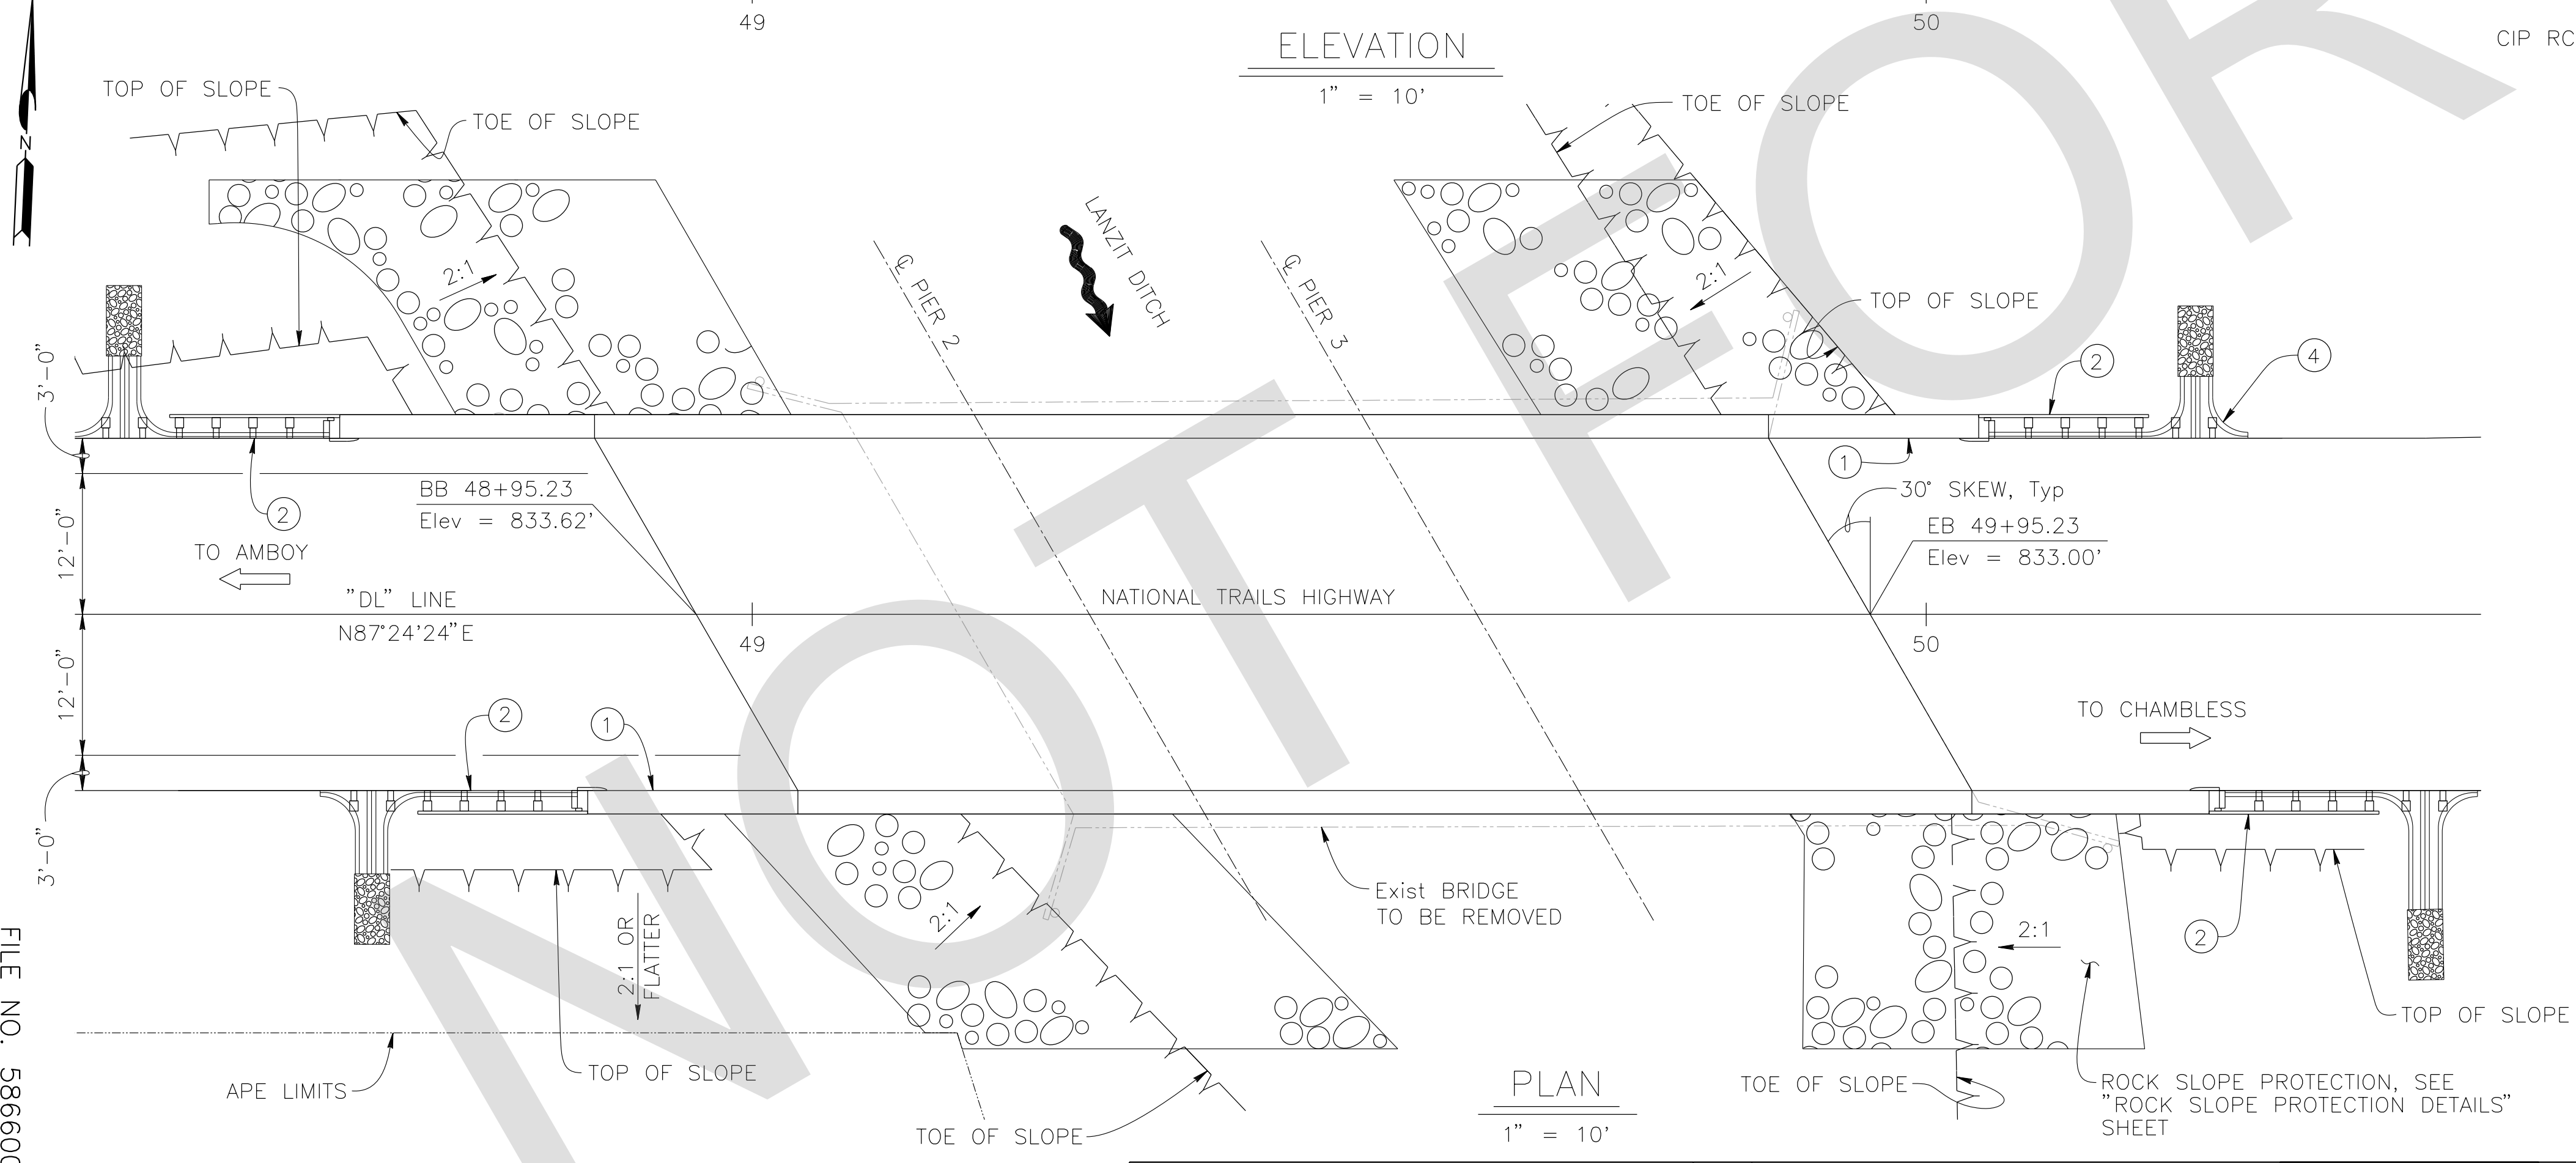 49
50
ELEVATION
1" = 10'
CIP RC
TOP OF SLOPE
TOE OF SLOPE
TOE OF SLOPE
N
LANZIT DITCH
2:1
℄ PIER 2
℄ PIER 3
2:1
TOP OF SLOPE
3'-0"
2
4
1
2
BB 48+95.23
Elev = 833.62'
30° SKEW, Typ
EB 49+95.23
Elev = 833.00'
12'-0"
TO AMBOY
"DL" LINE
N87°24'24"E
NATIONAL TRAILS HIGHWAY
49
50
12'-0"
2
1
TO CHAMBLESS
3'-0"
Exist BRIDGE
TO BE REMOVED
2:1
2:1 OR
FLATTER
2:1
2
TOP OF SLOPE
APE LIMITS
TOP OF SLOPE
TOE OF SLOPE
PLAN
1" = 10'
TOE OF SLOPE
ROCK SLOPE PROTECTION, SEE
"ROCK SLOPE PROTECTION DETAILS"
SHEET
FILE NO. 586600
NOT FOR